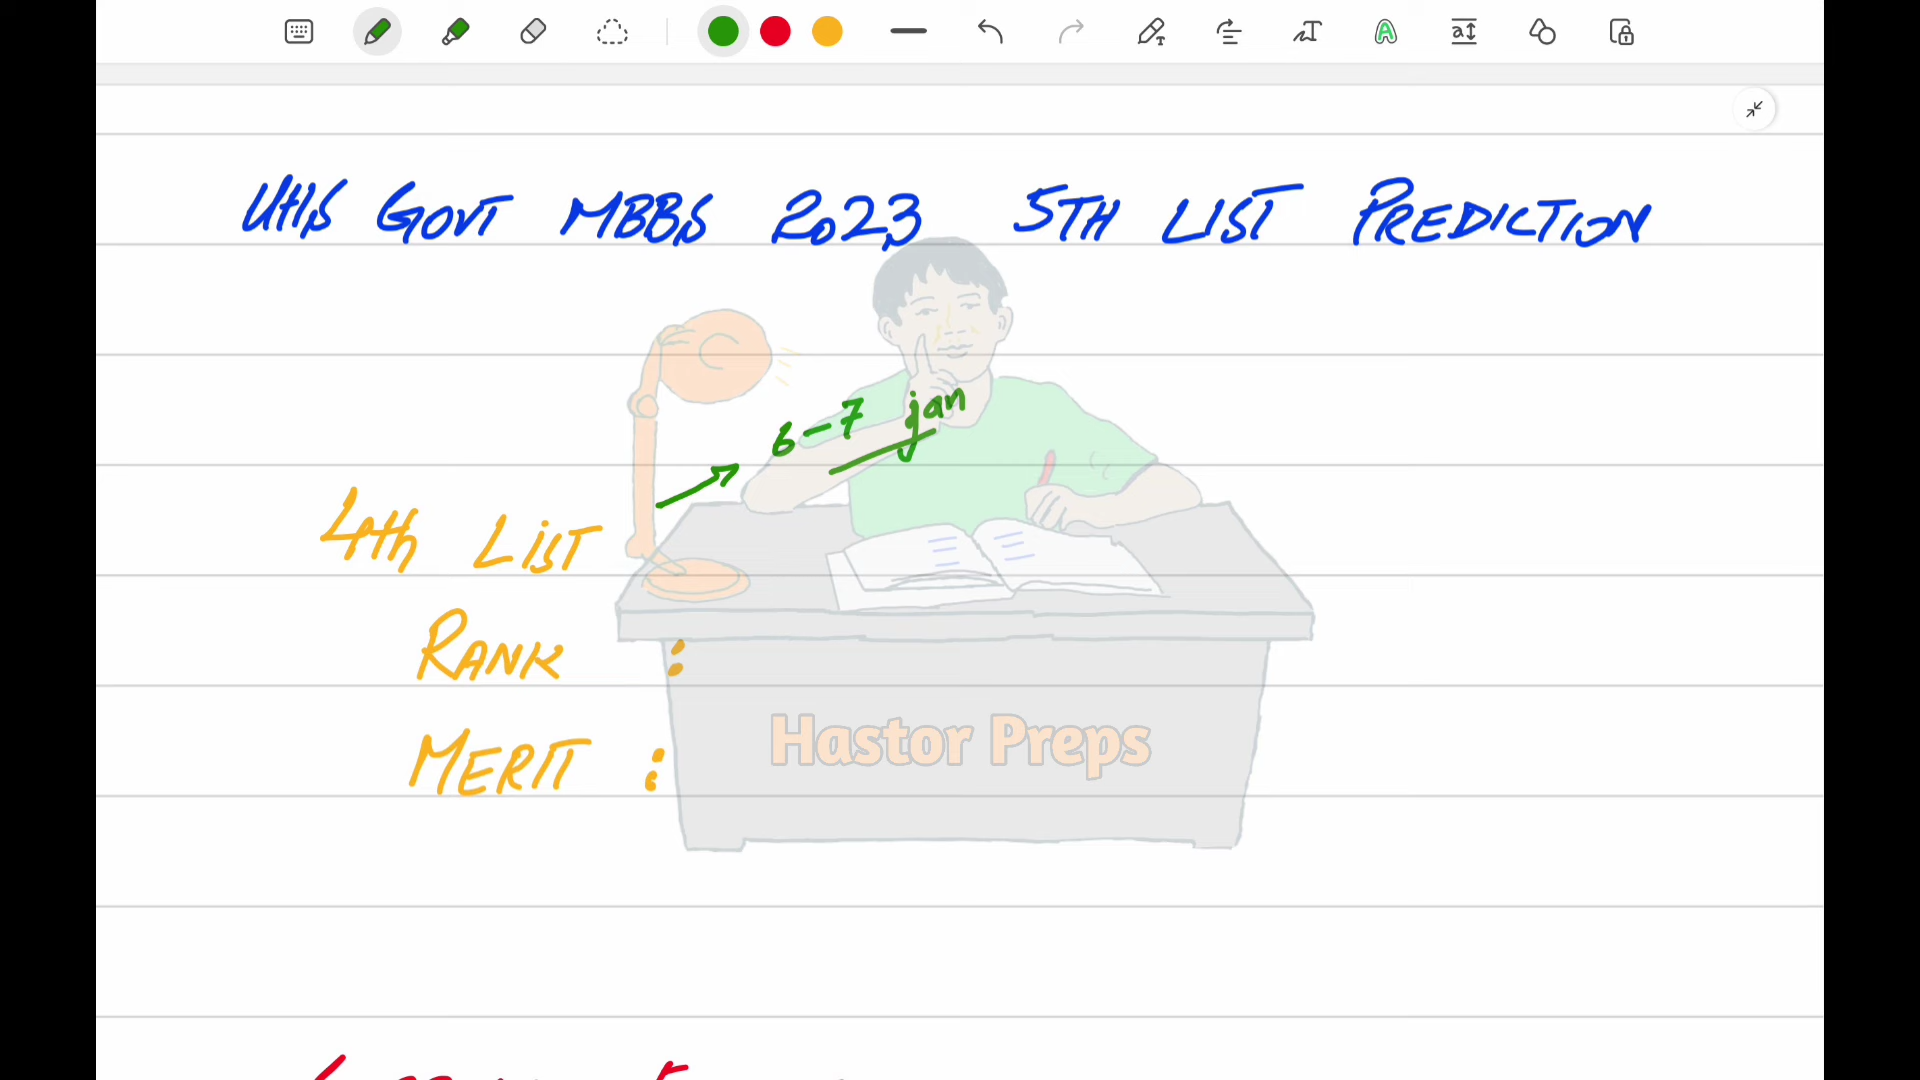 UHS GOVT MBBS 2023 5TH LIST PREDICTION
6-7 jan
4th LIST
RANK :
MERIT :
Hastor Preps